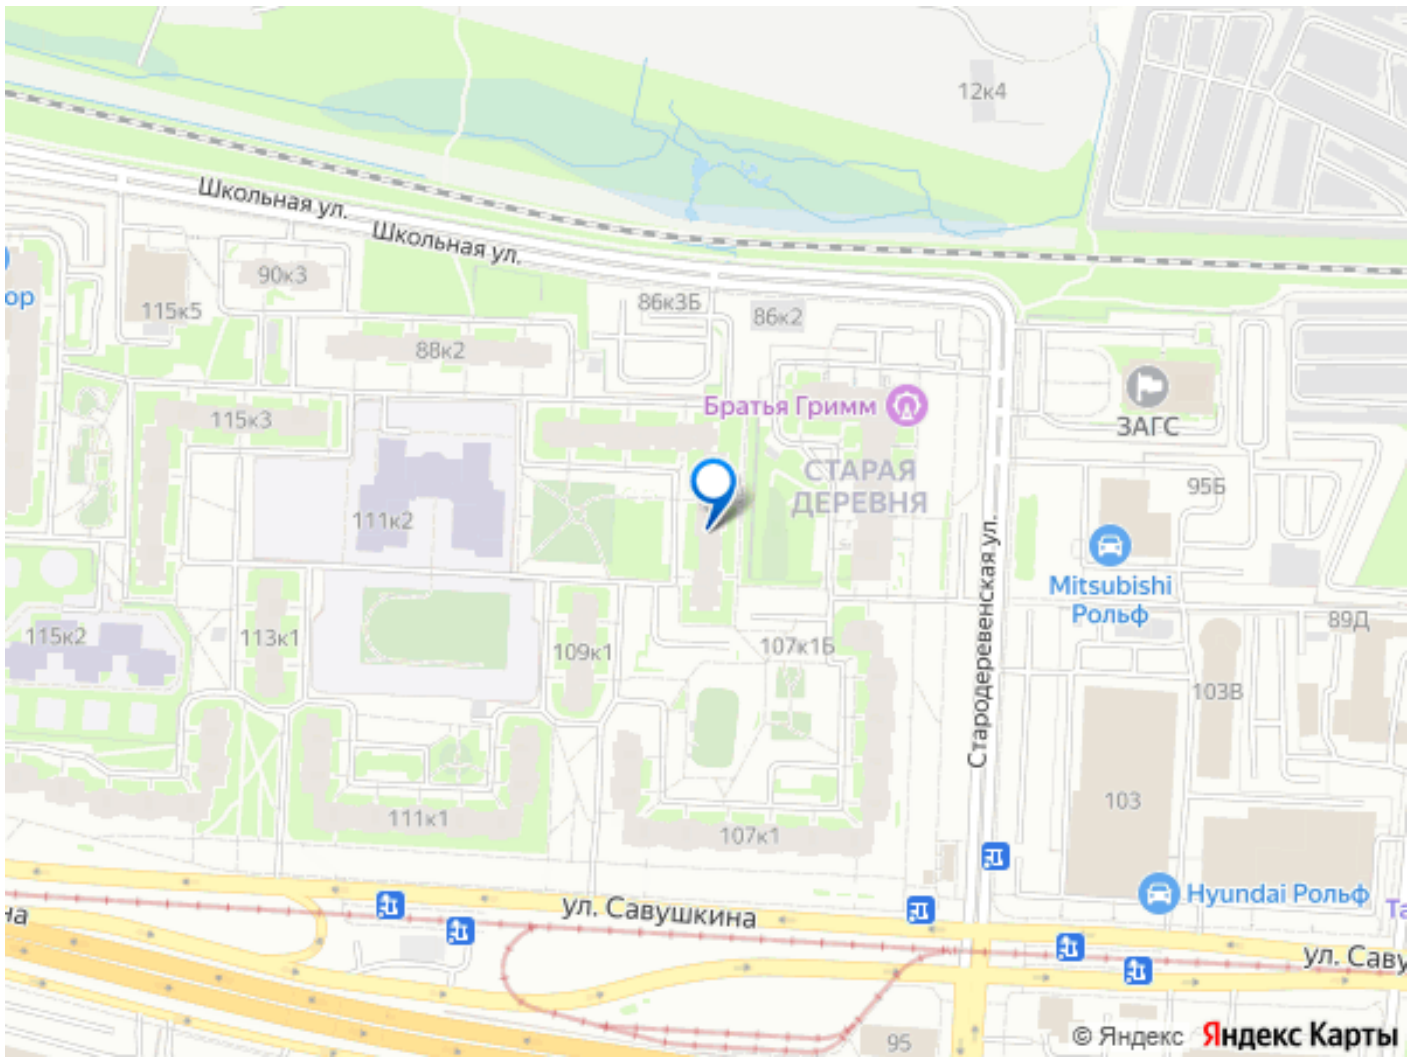 12к4
Школьная ул.
Школьная ул.
90к3
ор
115к5
86к3Б
86к2
88к2
Братья Гримм
ЗАГС
115к3
СТАРАЯ
ДЕРЕВНЯ
95Б
111к2
Mitsubishi
Рольф
Стародеревенская ул.
115к2
113к1
109к1
107к1Б
89Д
103В
103
111к1
107к1
Hyundai Рольф
на
ул. Савушкина
Та
ул. Саву
95
© Яндекс Яндекс Карты